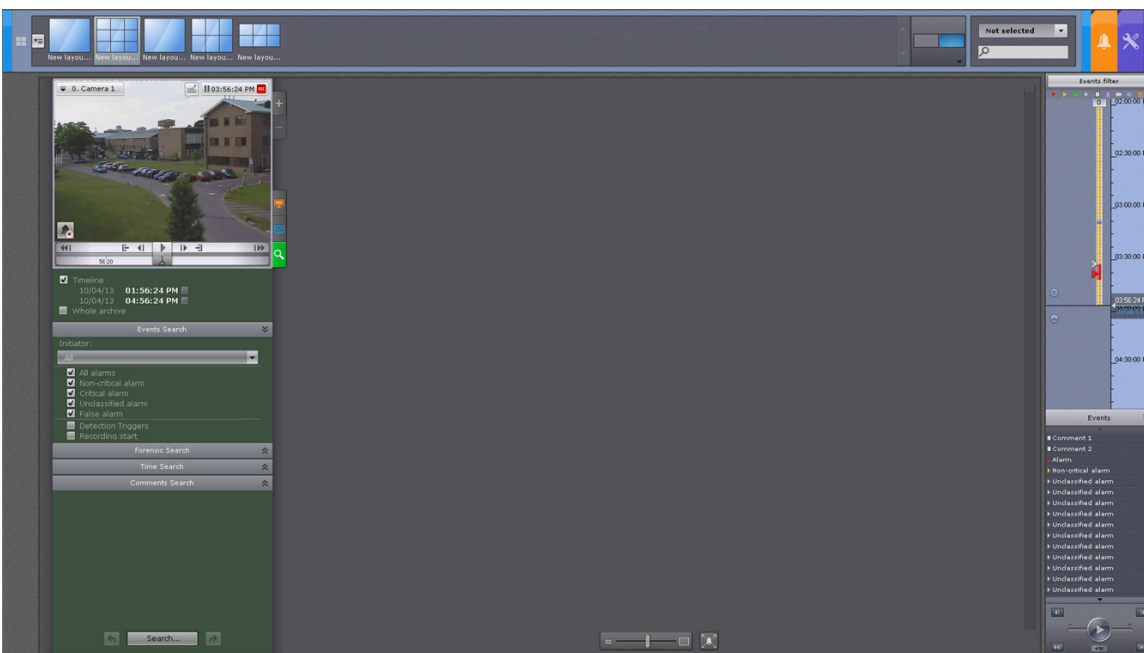 New layou... New layou... New layou... New layou... New layou...
Not selected
0. Camera 1
03:56:24 PM
56:20
Timeline
10/04/13 01:56:24 PM
10/04/13 04:56:24 PM
Whole archive
Events Search
Initiator:
All
All alarms
Non-critical alarm
Critical alarm
Unclassified alarm
False alarm
Detection Triggers
Recording start
Forensic Search
Time Search
Comments Search
Search...
Events filter
0
02:00:00
02:30:00
03:00:00
03:30:00
03:56:24
04:30:00
Events
Comment 1
Comment 2
Alarm
Non-critical alarm
Unclassified alarm
Unclassified alarm
Unclassified alarm
Unclassified alarm
Unclassified alarm
Unclassified alarm
Unclassified alarm
Unclassified alarm
Unclassified alarm
Unclassified alarm
Unclassified alarm